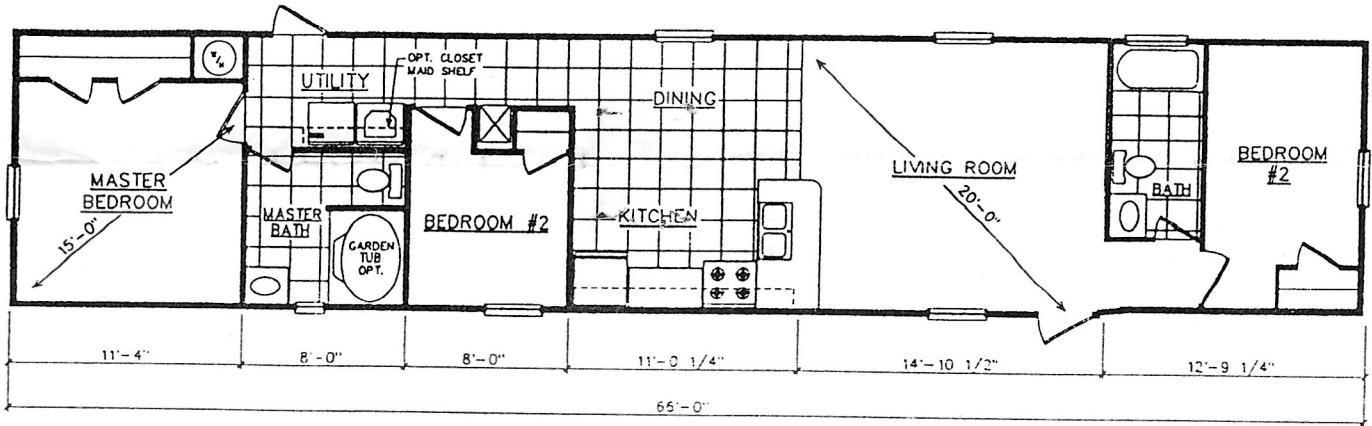 W/H
OPT. CLOSET
MAID SHELF
UTILITY
DINING
MASTER
BEDROOM
15'-0"
MASTER
BATH
GARDEN
TUB
OPT.
BEDROOM #2
KITCHEN
LIVING ROOM
20'-0"
BATH
BEDROOM
#2
11'-4"
8'-0"
8'-0"
11'-0 1/4"
14'-10 1/2"
12'-9 1/4"
66'-0"